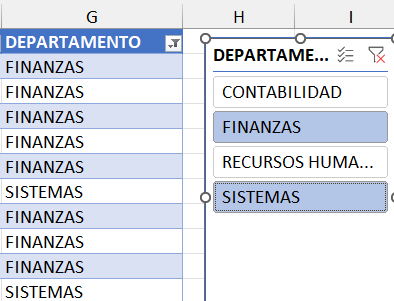 G
H
I
DEPARTAMENTO
FINANZAS
FINANZAS
FINANZAS
FINANZAS
FINANZAS
SISTEMAS
FINANZAS
FINANZAS
FINANZAS
SISTEMAS
DEPARTAME...
CONTABILIDAD
FINANZAS
RECURSOS HUMA...
SISTEMAS